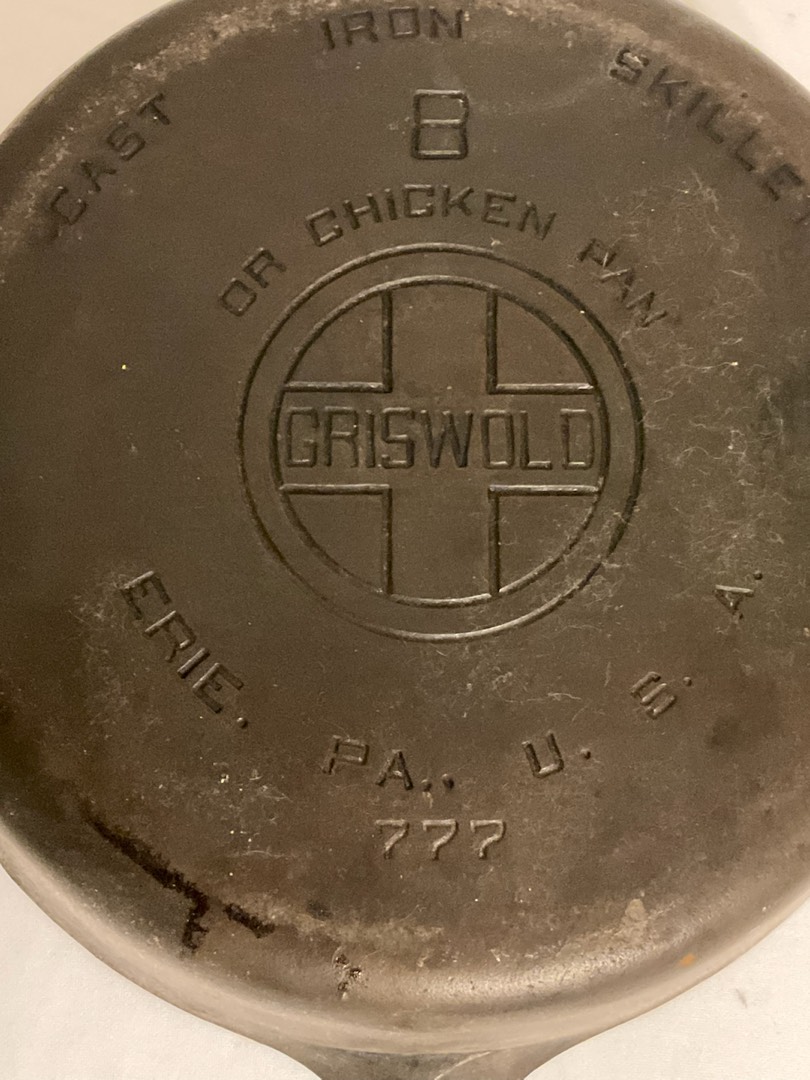 CAST IRON SKILLET
8
OR CHICKEN PAN
GRISWOLD
ERIE. PA., U. S. A.
777